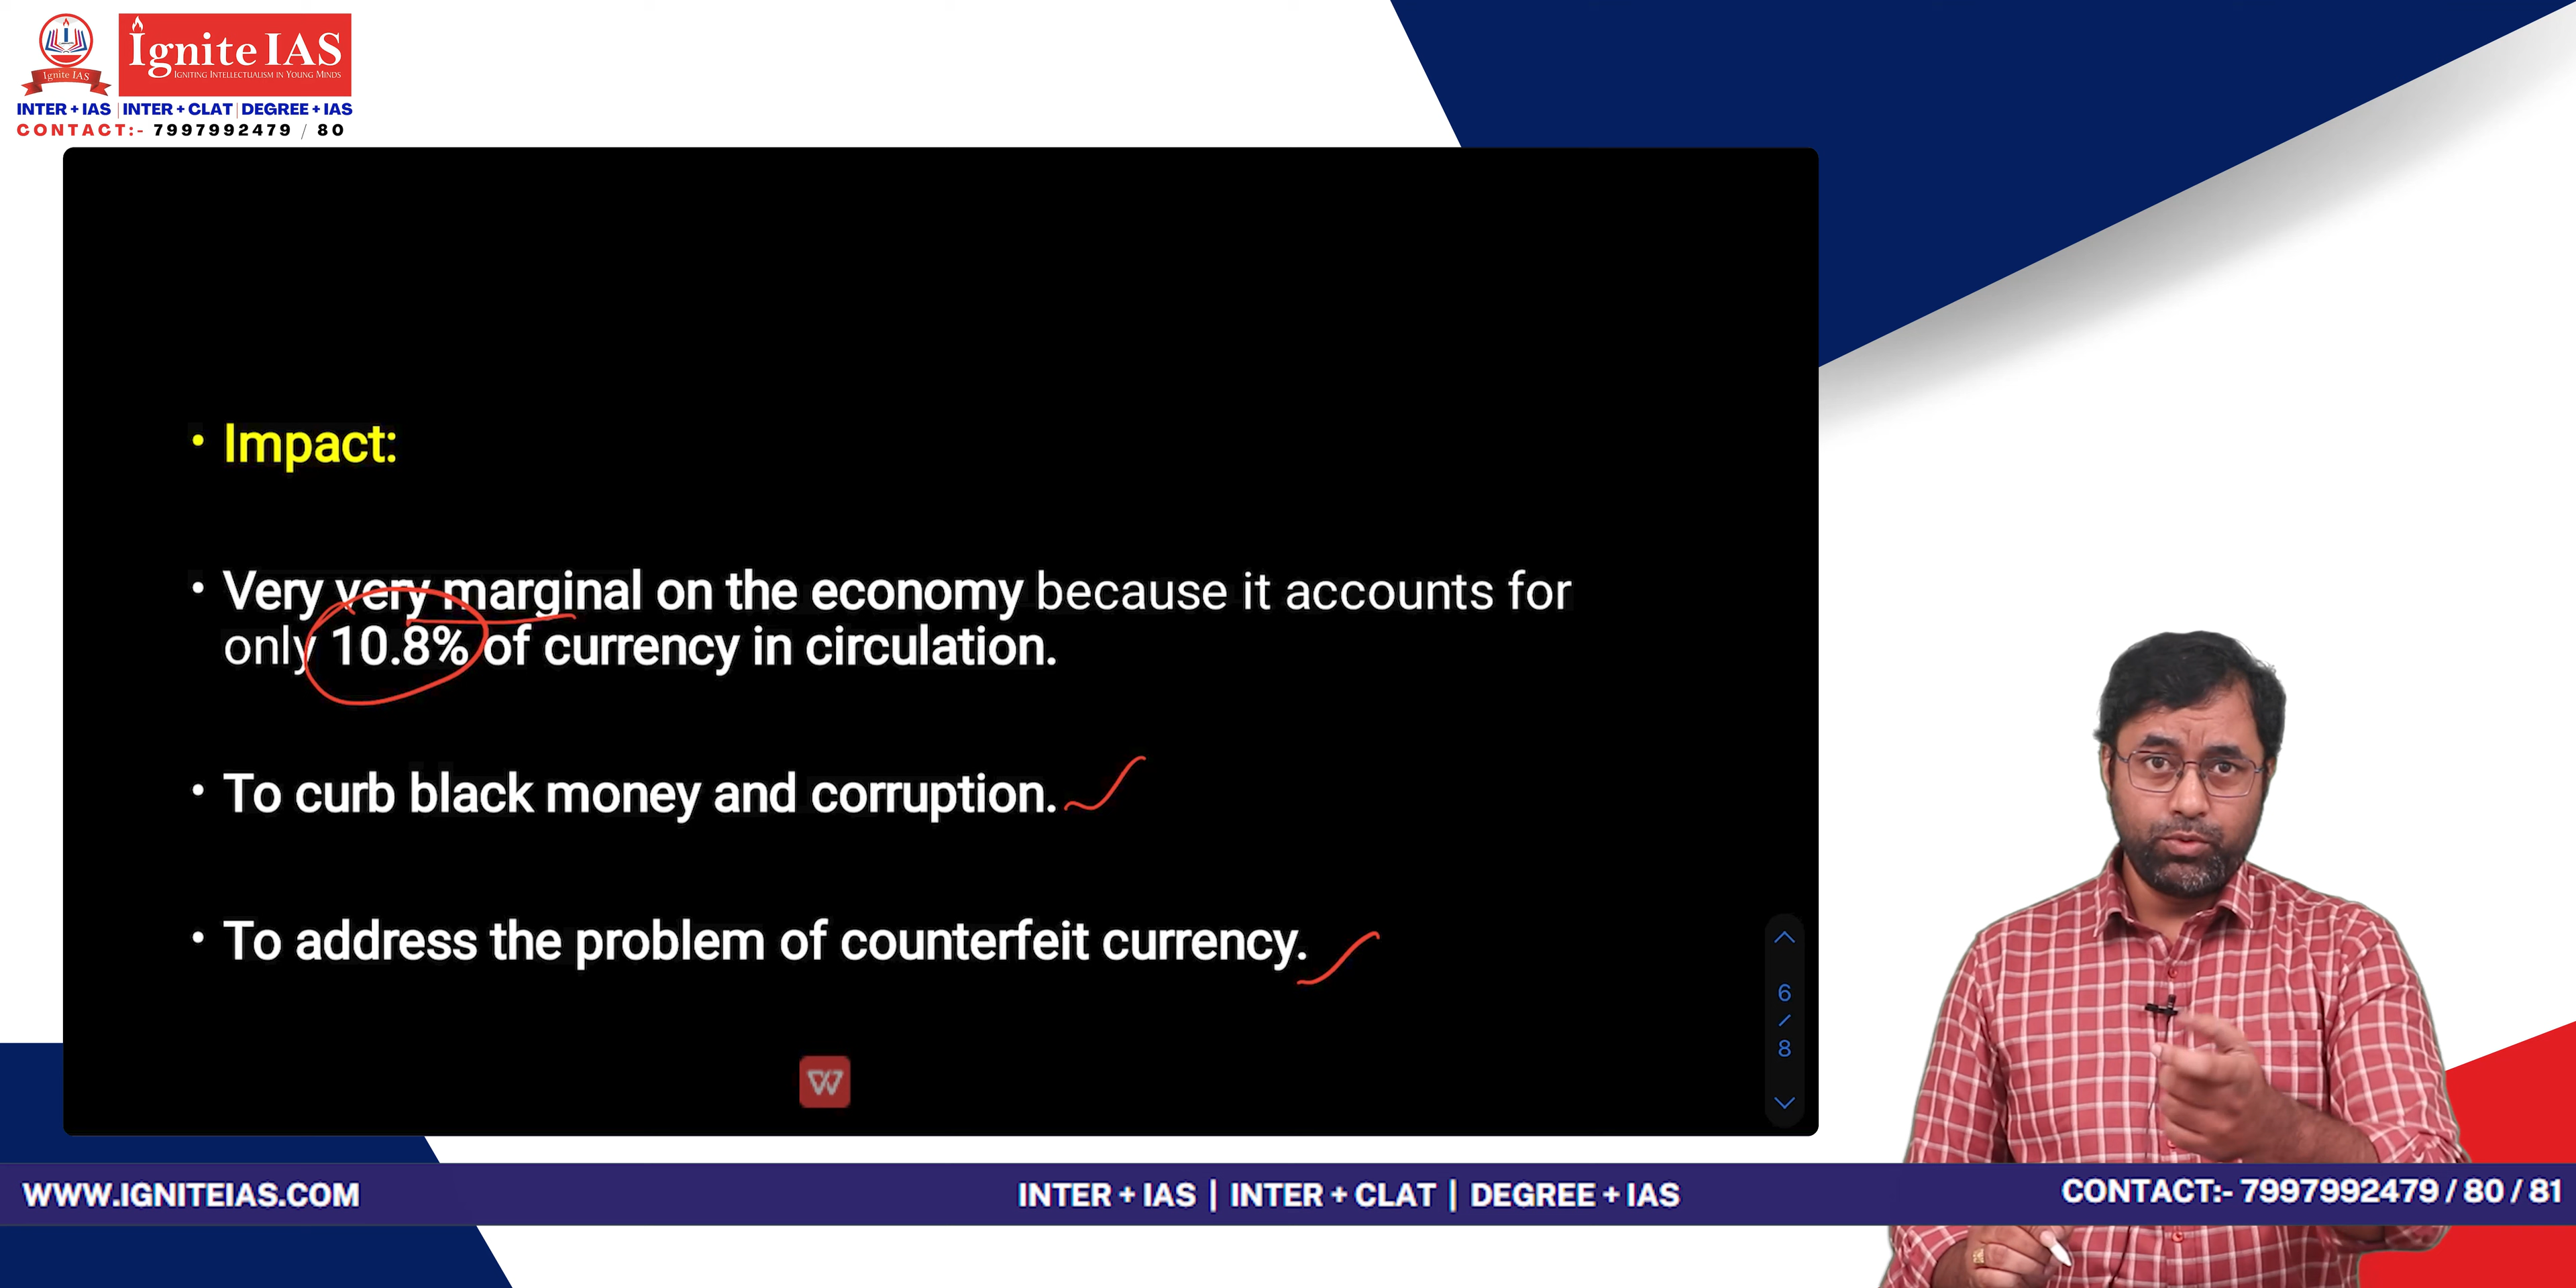 Ignite IAS
Ignite IAS
IGNITING INTELLECTUALISM IN YOUNG MINDS
INTER + IAS | INTER + CLAT | DEGREE + IAS
CONTACT:- 7997992479 / 80
• Impact:
• Very very marginal on the economy because it accounts for
only 10.8% of currency in circulation.
• To curb black money and corruption.
• To address the problem of counterfeit currency.
6
/
8
W
WWW.IGNITEIAS.COM
INTER + IAS | INTER + CLAT | DEGREE + IAS
CONTACT:- 7997992479 / 80 / 81